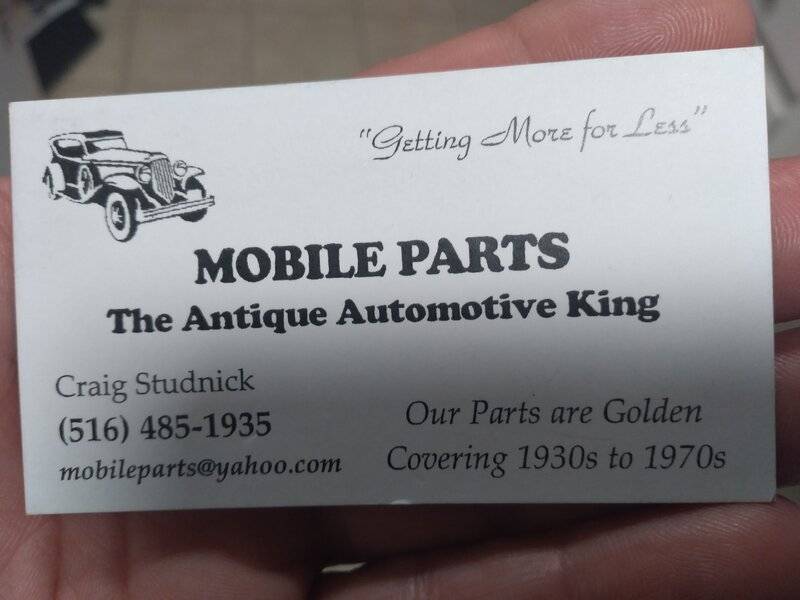 "Getting More for Less"
MOBILE PARTS
The Antique Automotive King
Craig Studnick
(516) 485-1935
mobileparts@yahoo.com
Our Parts are Golden
Covering 1930s to 1970s